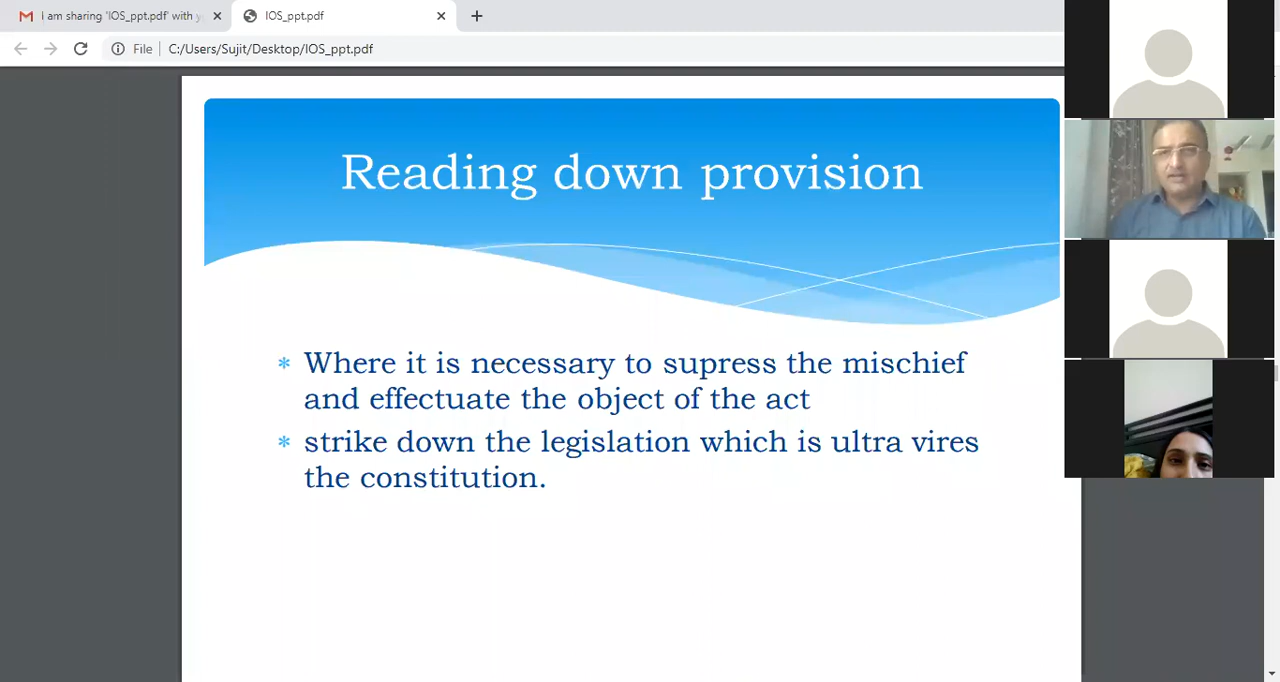 I am sharing 'IOS_ppt.pdf' with y
IOS_ppt.pdf
File
C:/Users/Sujit/Desktop/IOS_ppt.pdf
Reading down provision
* Where it is necessary to supress the mischief
and effectuate the object of the act
* strike down the legislation which is ultra vires
the constitution.